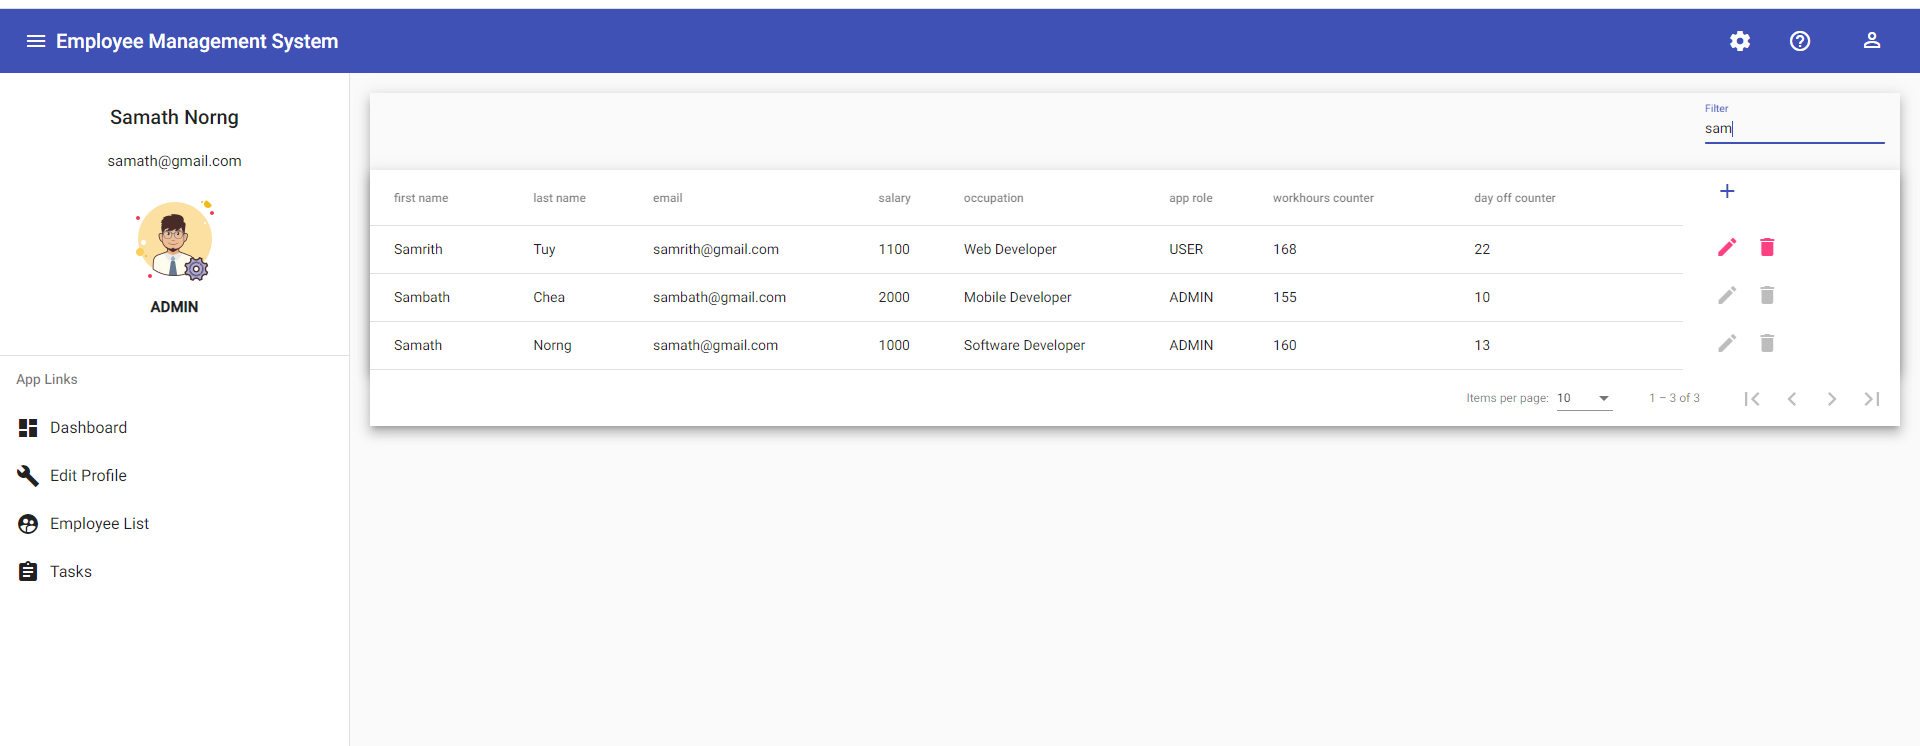 Employee Management System
Samath Norng
samath@gmail.com
ADMIN
App Links
Dashboard
Edit Profile
Employee List
Tasks
Filter
sam
first name last name email salary occupation app role workhours counter day off counter
Samrith Tuy samrith@gmail.com 1100 Web Developer USER 168 22
Sambath Chea sambath@gmail.com 2000 Mobile Developer ADMIN 155 10
Samath Norng samath@gmail.com 1000 Software Developer ADMIN 160 13
Items per page: 10 1 – 3 of 3